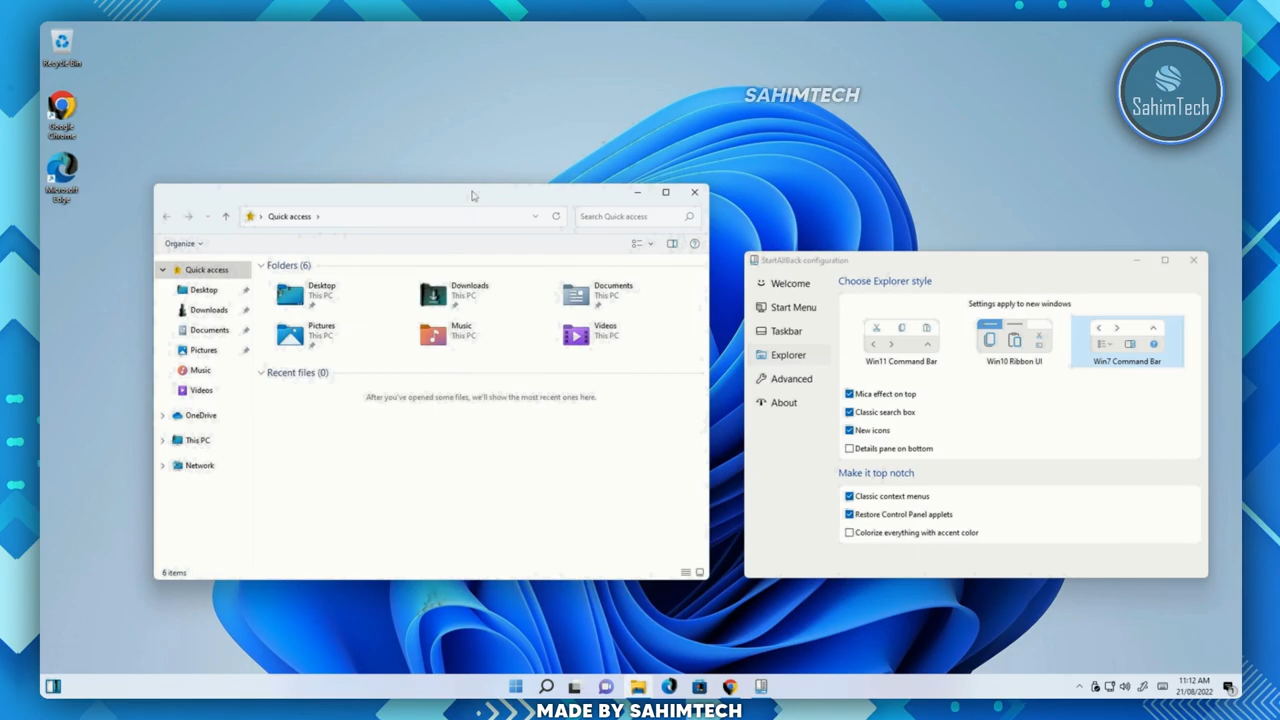 Recycle Bin
Google
Chrome
Microsoft
Edge
SAHIMTECH
SahimTech
Quick access
Search Quick access
Organize
Quick access
Desktop
Downloads
Documents
Pictures
Music
Videos
OneDrive
This PC
Network
Folders (6)
Desktop
This PC
Downloads
This PC
Documents
This PC
Pictures
This PC
Music
This PC
Videos
This PC
Recent files (0)
After you've opened some files, we'll show the most recent ones here.
6 items
StartAllBack configuration
Welcome
Start Menu
Taskbar
Explorer
Advanced
About
Choose Explorer style
Settings apply to new windows
Win11 Command Bar
Win10 Ribbon UI
Win7 Command Bar
Mica effect on top
Classic search box
New icons
Details pane on bottom
Make it top notch
Classic context menus
Restore Control Panel applets
Colorize everything with accent color
11:12 AM
21/08/2022
MADE BY SAHIMTECH